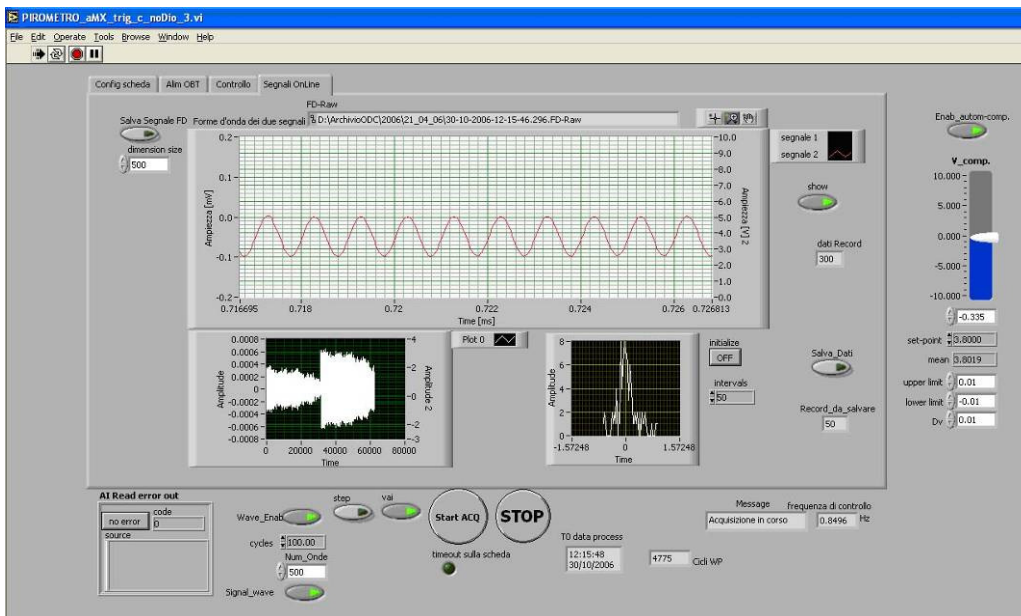 PIROMETRO_aMX_trig_c_noDio_3.vi
File Edit Operate Tools Browse Window Help
Config scheda
Alim OBT
Controllo
Segnali OnLine
FD-Raw
Salva Segnale FD
Forme d'onda dei due segnali
D:\ArchivioODC\2006\21_04_06\30-10-2006-12-15-46.296.FD-Raw
dimension size
500
0.2
0.1
0.0
-0.1
-0.2
Ampiezza [mV]
10.0
9.0
8.0
7.0
6.0
5.0
4.0
3.0
-2.0
-1.0
0.0
Ampiezza [V] 2
0.716695 0.718 0.72 0.722 0.724 0.726 0.726813
Time [ms]
segnale 1
segnale 2
show
dati Record
300
Enab_autom-comp.
V_comp.
10.000
5.000
0.000
-5.000
-10.000
-0.335
set-point 3.8000
mean 3.8019
upper limit 0.01
lower limit -0.01
Dv 0.01
Plot 0
0.0008
0.0006
0.0004
0.0002
0
-0.0002
-0.0004
-0.0006
-0.0008
Amplitude
4
2
0
-2
-3
Amplitude 2
0 20000 40000 60000 80000
Time
8
6
4
2
0
Amplitude
-1.57248 0 1.57248
Time
initialize
OFF
intervals
50
Salva_Dati
Record_da_salvare
50
AI Read error out
no error
code
0
source
Wave_Enab
step
vai
cycles 100.00
Num_Onde
500
Signal_wave
Start ACQ
STOP
timeout sulla scheda
T0 data process
12:15:48
30/10/2006
4775 Cicli WP
Message
Acquisizione in corso
frequenza di controllo
0.8496 Hz